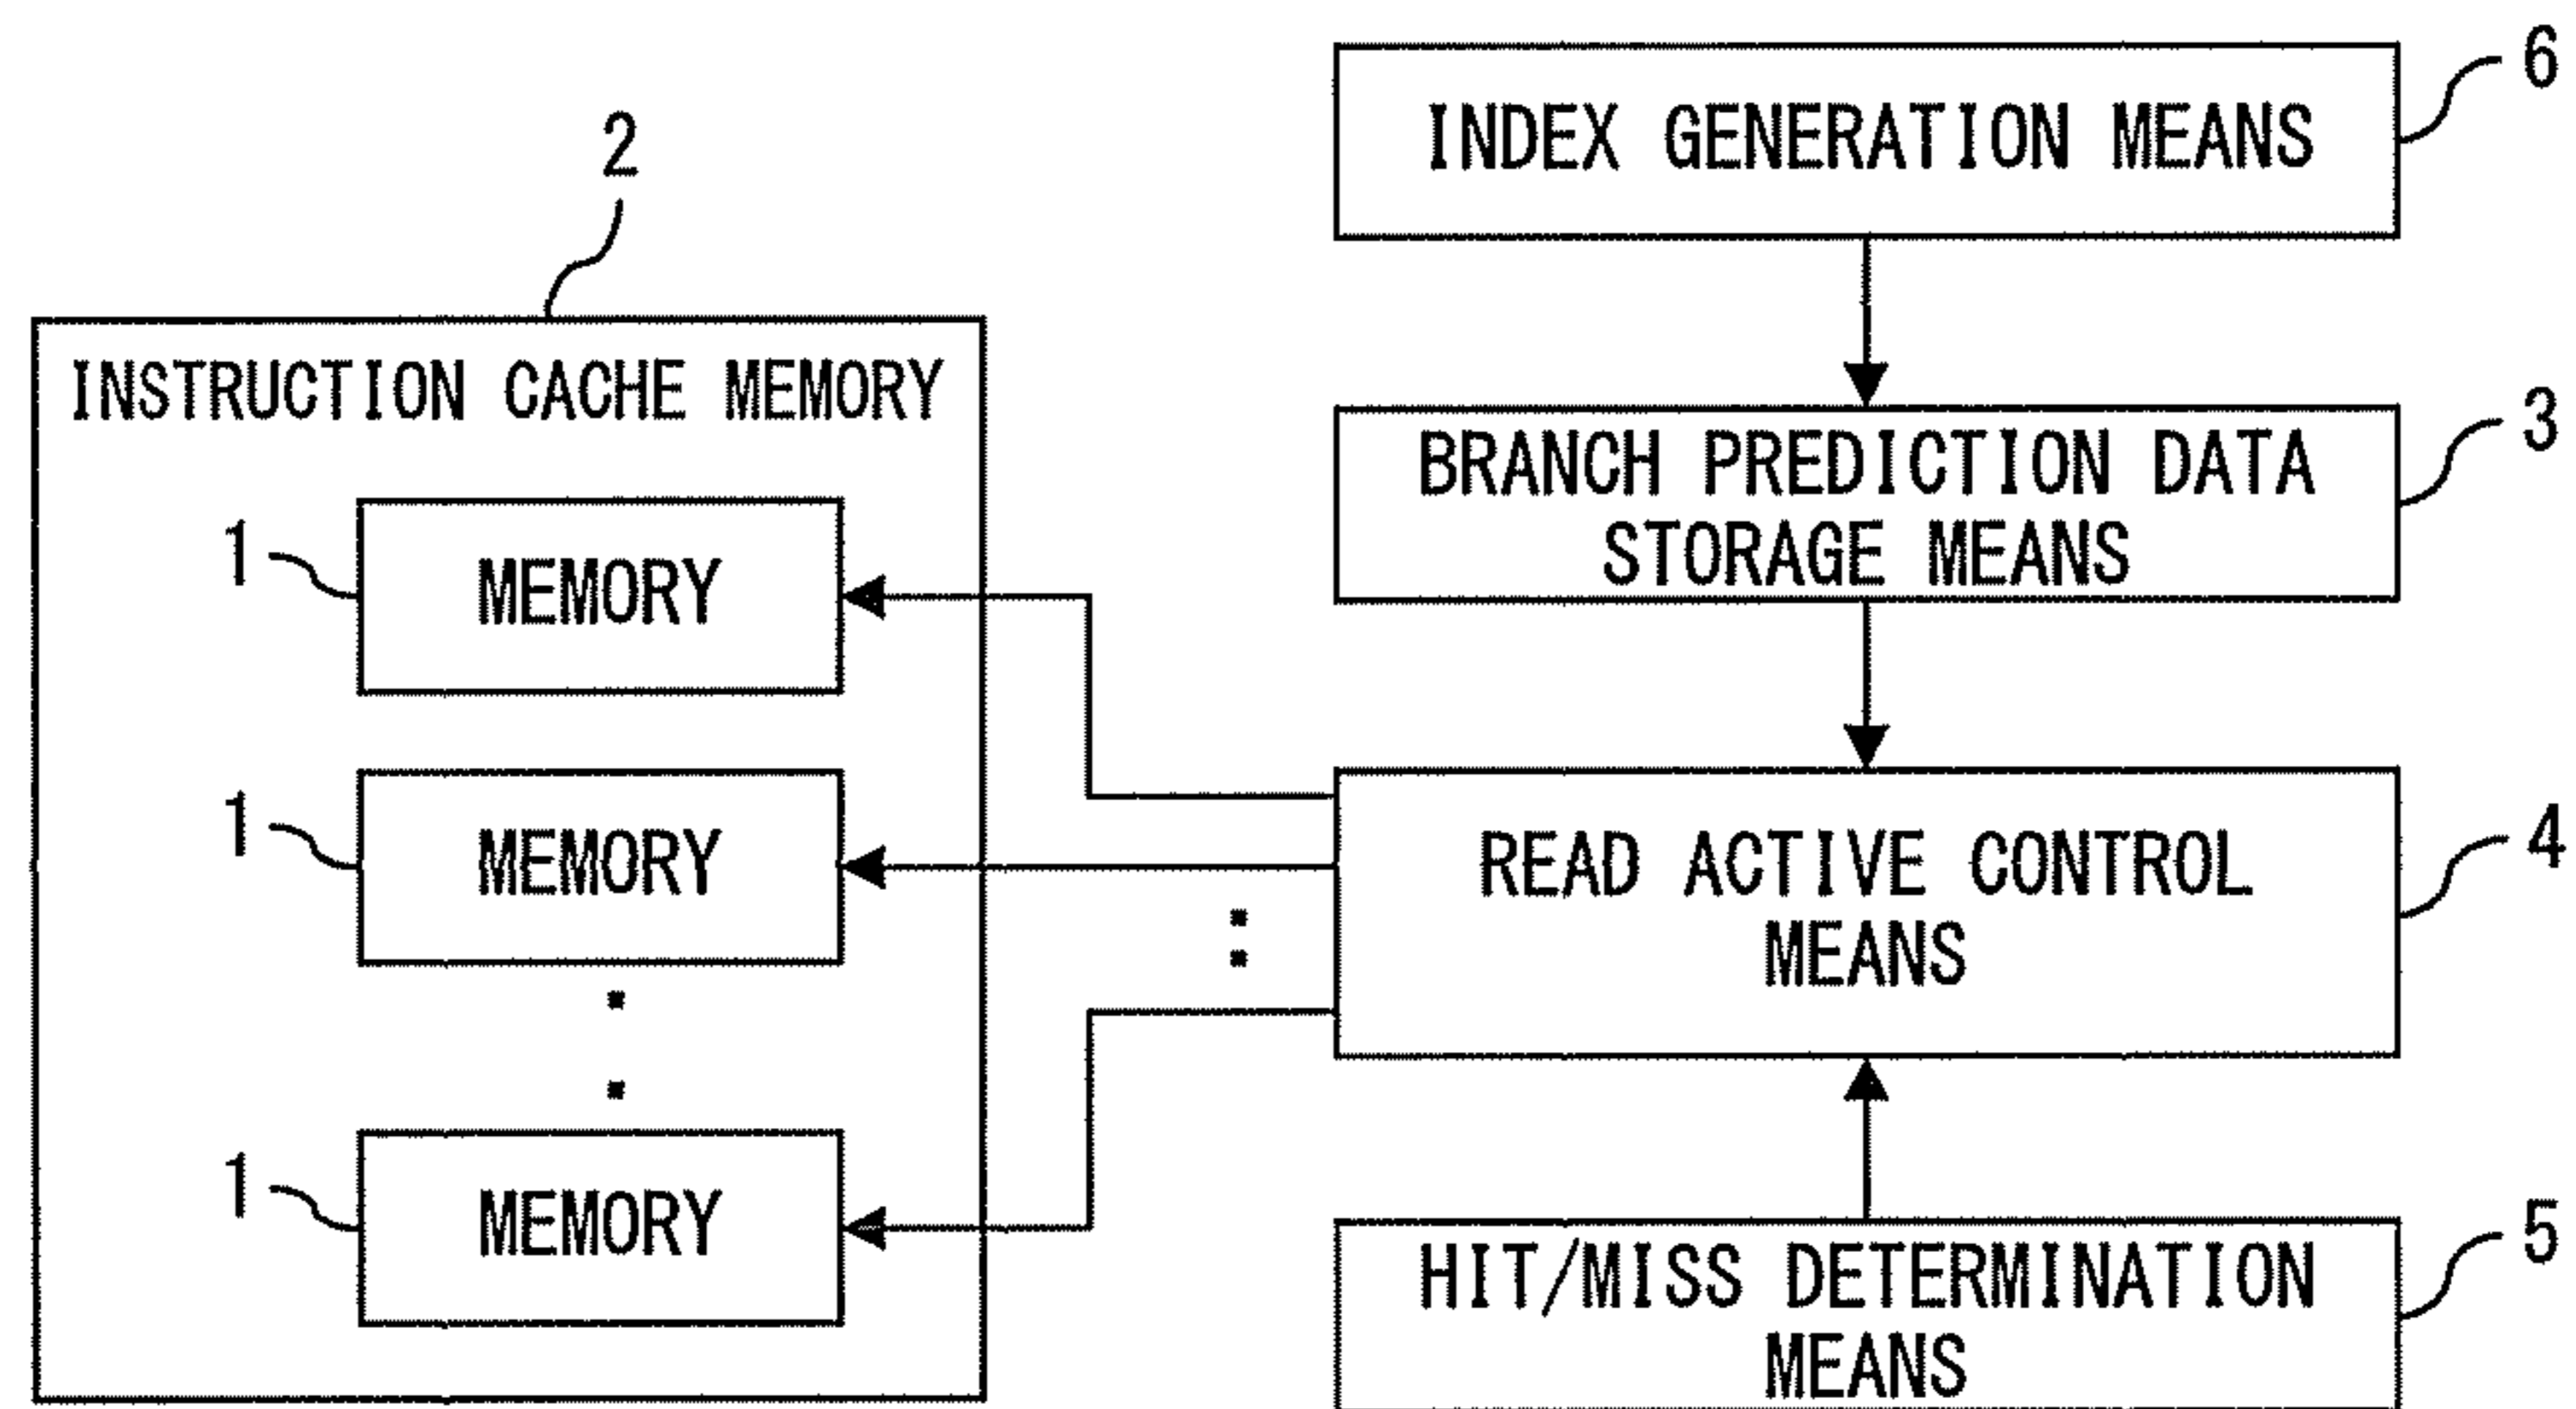 2
INSTRUCTION CACHE MEMORY
1
MEMORY
1
MEMORY
1
MEMORY
INDEX GENERATION MEANS
6
BRANCH PREDICTION DATA
STORAGE MEANS
3
READ ACTIVE CONTROL
MEANS
4
HIT/MISS DETERMINATION
MEANS
5